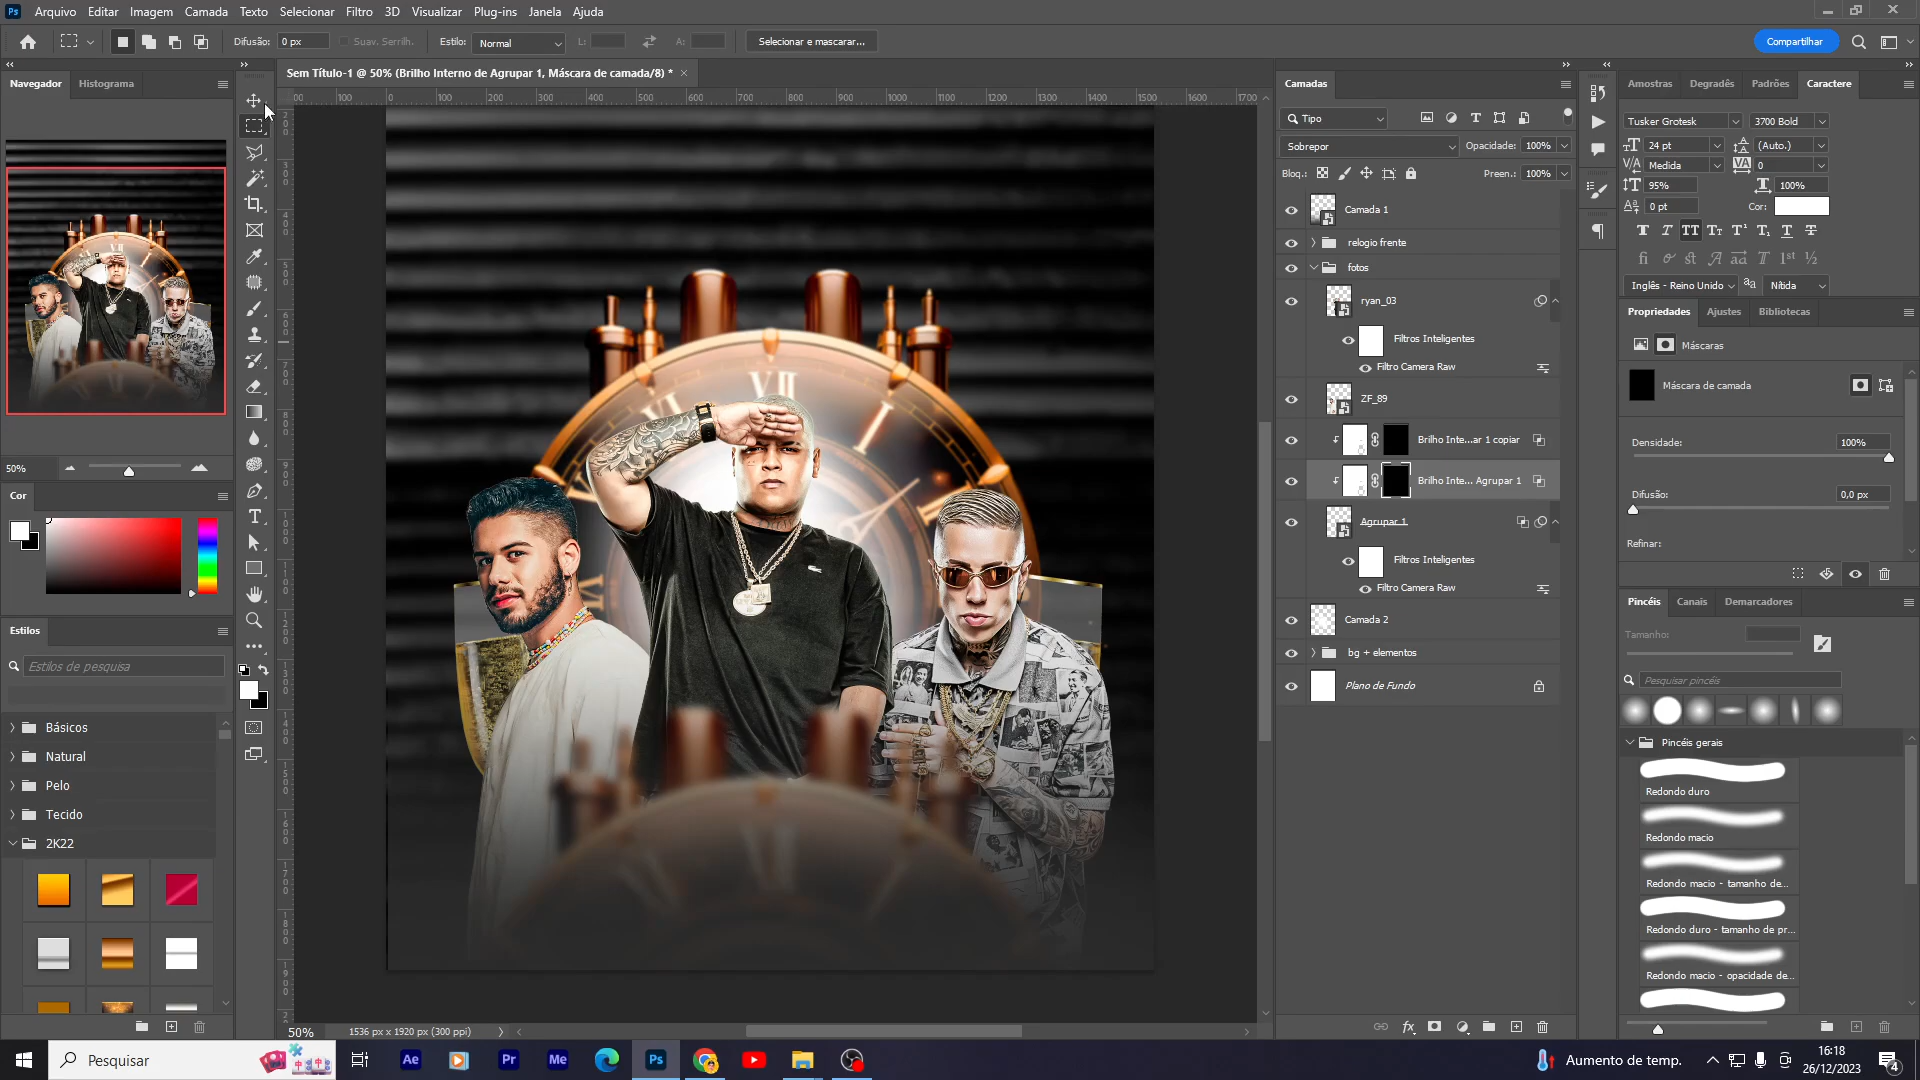 Arquivo Editar Imagem Camada Texto Selecionar Filtro 3D Visualizar Plug-ins Janela Ajuda
Difusão: 0 px Suav. Serrilh. Estilo: Normal L: A: Selecionar e mascarar... Compartilhar
Navegador Histograma
Sem Título-1 @ 50% (Brilho Interno de Agrupar 1, Máscara de camada/8) *
50%
Cor
Estilos
Estilos de pesquisa
Básicos
Natural
Pelo
Tecido
2K22
50% 1536 px x 1920 px (300 ppi)
Camadas
Tipo
Sobrepor Opacidade: 100%
Bloq.: Preen.: 100%
Camada 1
relogio frente
fotos
ryan_03
Filtros Inteligentes
Filtro Camera Raw
ZF_89
Brilho Inte...ar 1 copiar
Brilho Inte... Agrupar 1
Agrupar 1
Filtros Inteligentes
Filtro Camera Raw
Camada 2
bg + elementos
Plano de Fundo
Amostras Degradês Padrões Caractere
Tusker Grotesk 3700 Bold
24 pt (Auto.)
Medida 0
95% 100%
0 pt Cor:
Inglês - Reino Unido Nítida
Propriedades Ajustes Bibliotecas
Máscaras
Máscara de camada
Densidade: 100%
Difusão: 0,0 px
Refinar:
Pincéis Canais Demarcadores
Tamanho:
Pesquisar pincéis
Pincéis gerais
Redondo duro
Redondo macio
Redondo macio - tamanho de...
Redondo duro - tamanho de pr...
Redondo macio - opacidade de...
VII
Pesquisar
Ae Pr Me Ps
Aumento de temp.
16:18
26/12/2023
4